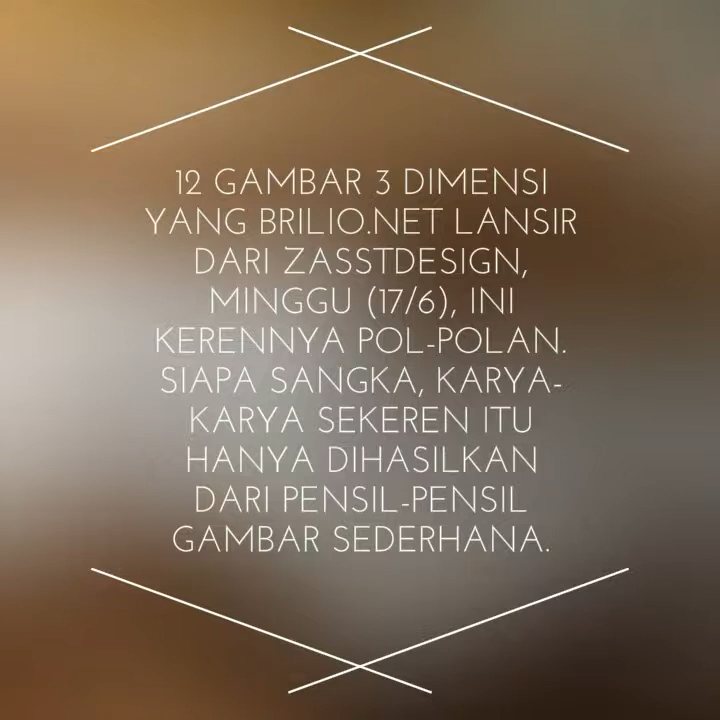 12 GAMBAR 3 DIMENSI
YANG BRILIO.NET LANSIR
DARI ZASSTDESIGN,
MINGGU (17/6), INI
KERENNYA POL-POLAN.
SIAPA SANGKA, KARYA-
KARYA SEKEREN ITU
HANYA DIHASILKAN
DARI PENSIL-PENSIL
GAMBAR SEDERHANA.